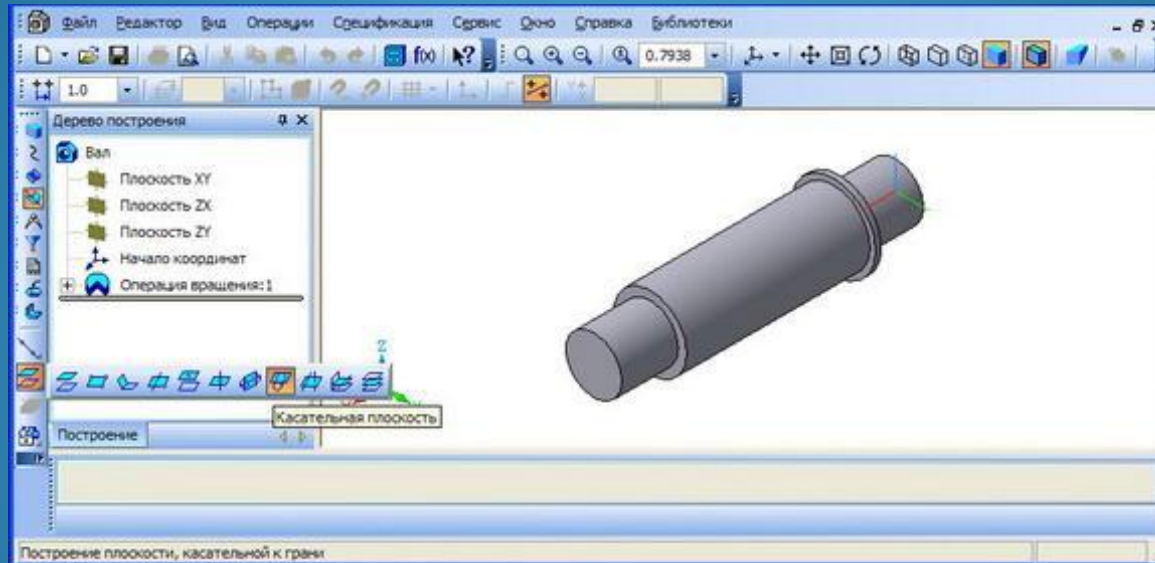 Файл Редактор Вид Операции Спецификация Сервис Окно Справка Библиотеки
f(x) 0.7938
1.0
Дерево построения
Вал
Плоскость XY
Плоскость ZX
Плоскость ZY
Начало координат
Операция вращения:1
Z
Касательная плоскость
Построение
Построение плоскости, касательной к грани